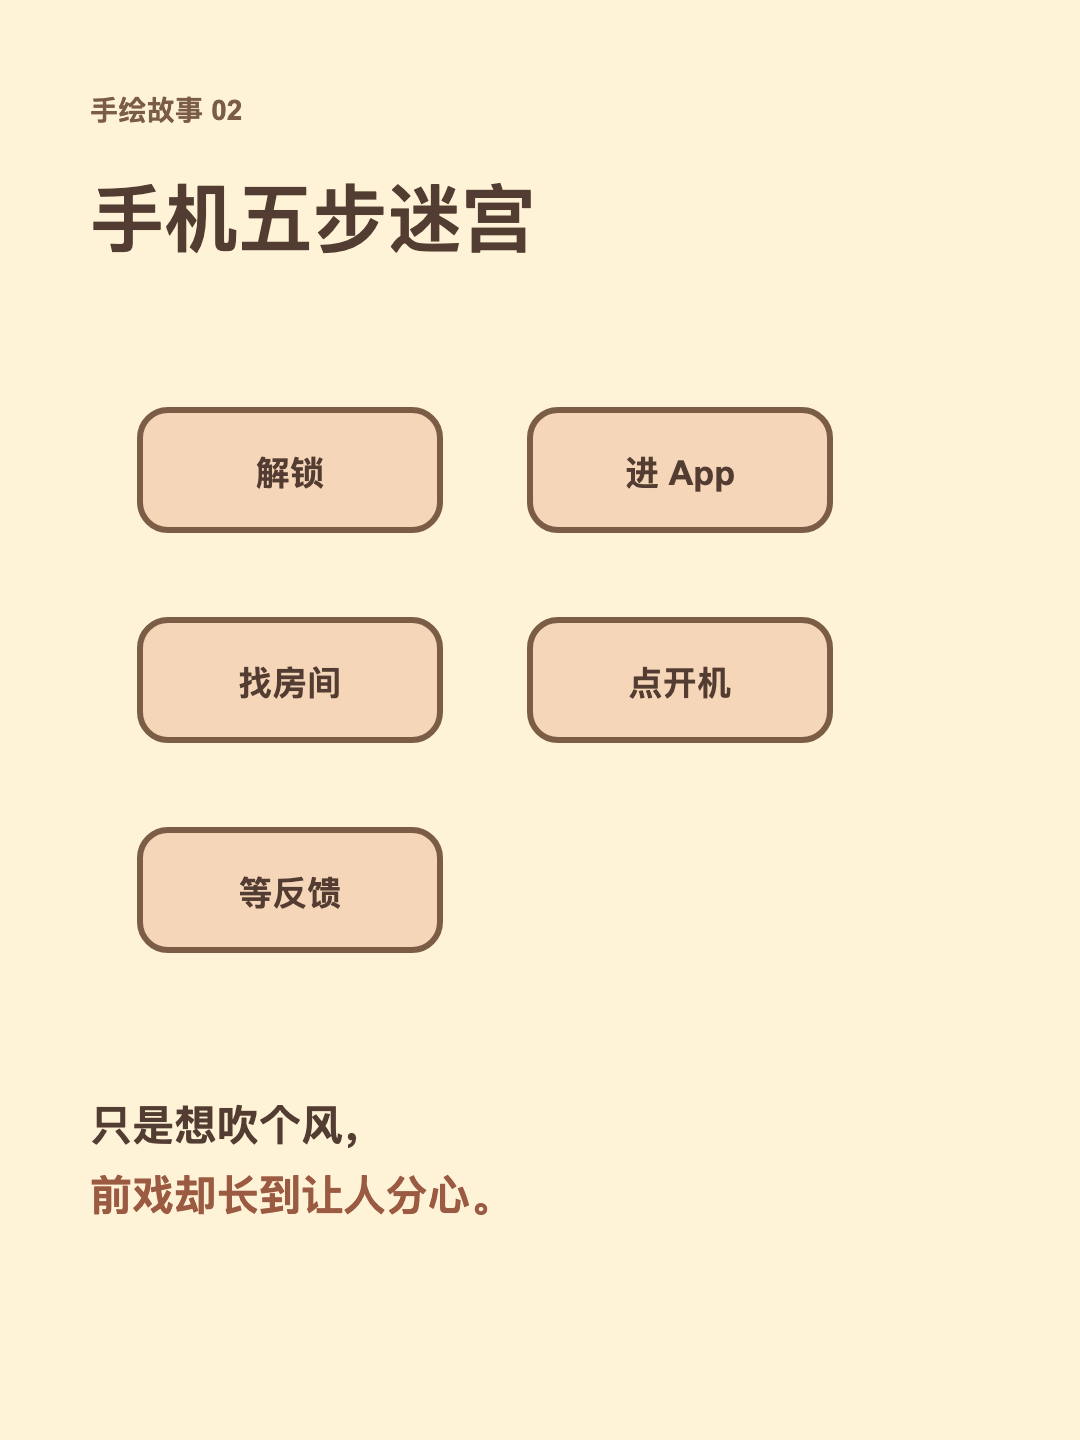 手绘故事 02
手机五步迷宫
解锁
进 App
找房间
点开机
等反馈
只是想吹个风，
前戏却长到让人分心。